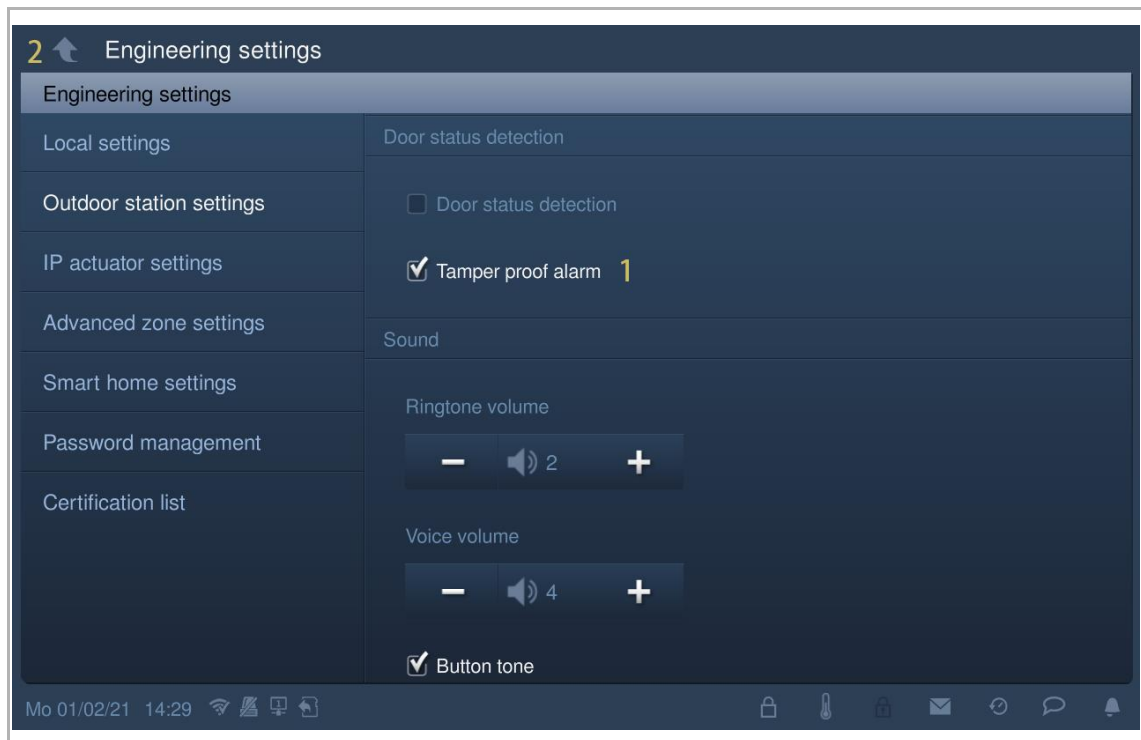 2 Engineering settings
Engineering settings
Local settings
Outdoor station settings
IP actuator settings
Advanced zone settings
Smart home settings
Password management
Certification list
Door status detection
Door status detection
Tamper proof alarm 1
Sound
Ringtone volume
− 2 +
Voice volume
− 4 +
Button tone
Mo 01/02/21 14:29 1